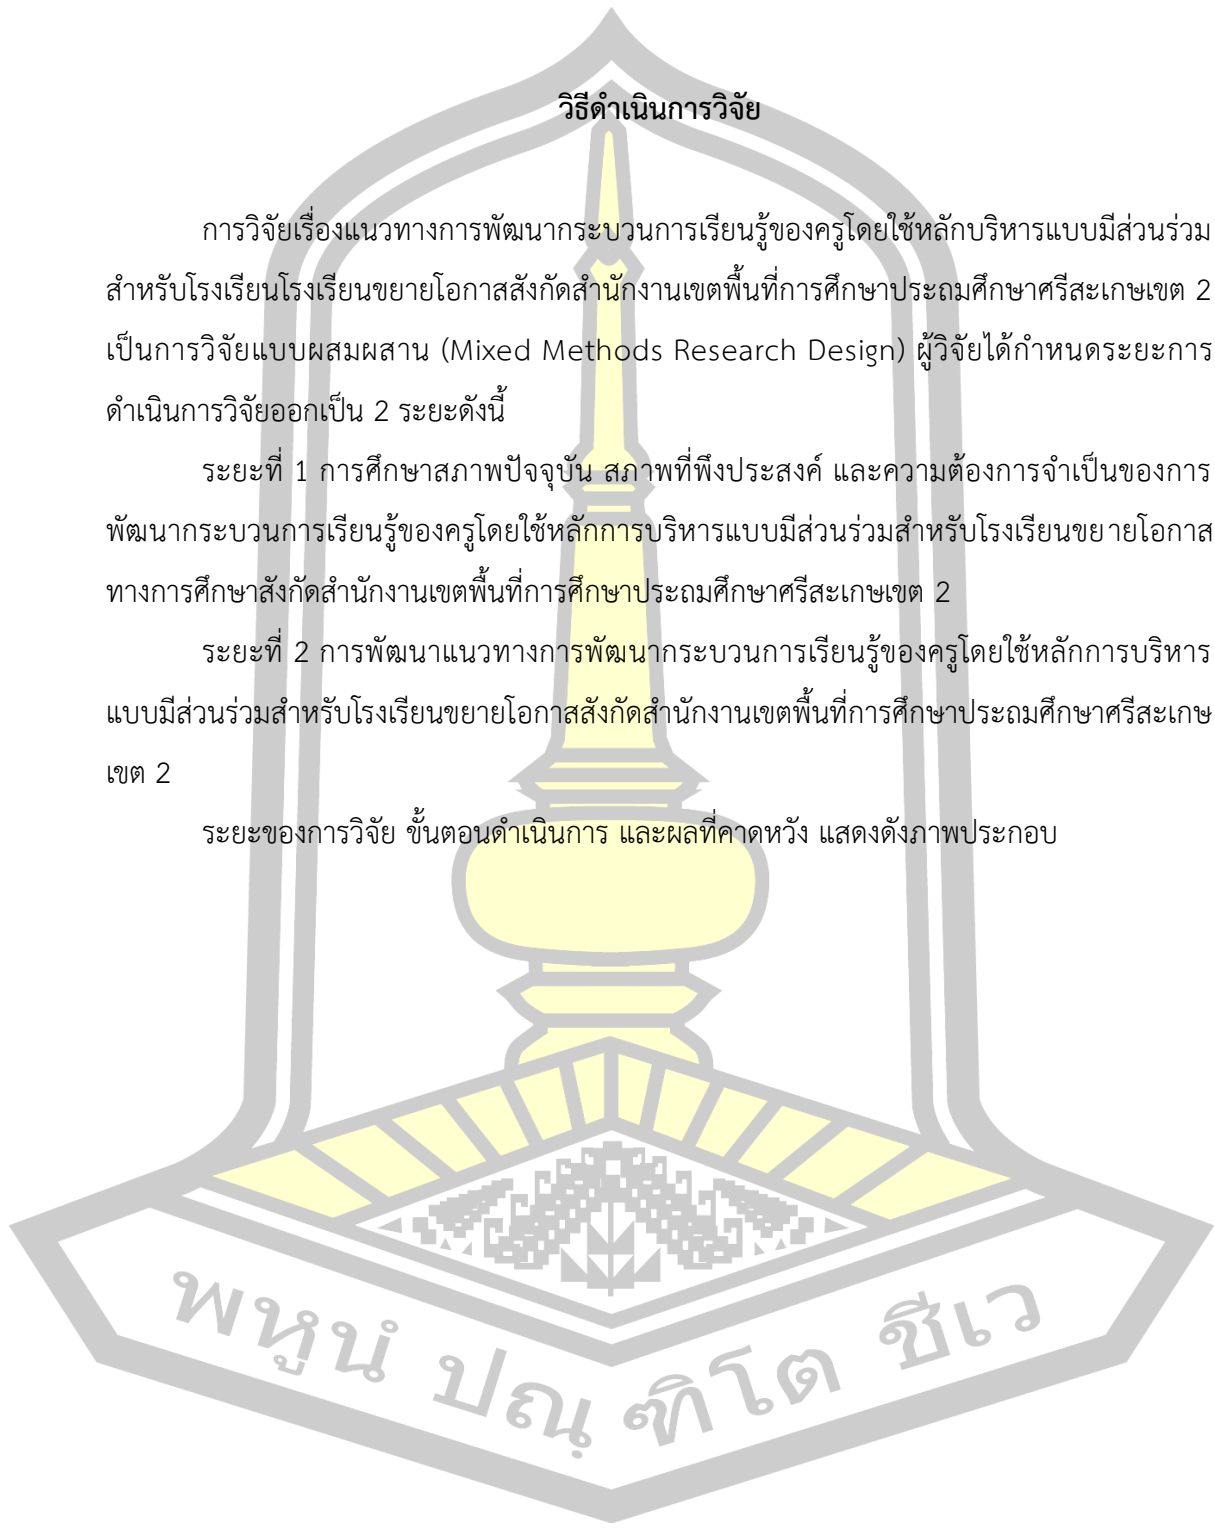 วิธีดำเนินการวิจัย
การวิจัยเรื่องแนวทางการพัฒนากระบวนการเรียนรู้ของครูโดยใช้หลักบริหารแบบมีส่วนร่วม
สำหรับโรงเรียนโรงเรียนขยายโอกาสสังกัดสำนักงานเขตพื้นที่การศึกษาประถมศึกษาศรีสะเกษเขต 2
เป็นการวิจัยแบบผสมผสาน (Mixed Methods Research Design) ผู้วิจัยได้กำหนดระยะการ
ดำเนินการวิจัยออกเป็น 2 ระยะดังนี้
ระยะที่ 1 การศึกษาสภาพปัจจุบัน สภาพที่พึงประสงค์ และความต้องการจำเป็นของการ
พัฒนากระบวนการเรียนรู้ของครูโดยใช้หลักการบริหารแบบมีส่วนร่วมสำหรับโรงเรียนขยายโอกาส
ทางการศึกษาสังกัดสำนักงานเขตพื้นที่การศึกษาประถมศึกษาศรีสะเกษเขต 2
ระยะที่ 2 การพัฒนาแนวทางการพัฒนากระบวนการเรียนรู้ของครูโดยใช้หลักการบริหาร
แบบมีส่วนร่วมสำหรับโรงเรียนขยายโอกาสสังกัดสำนักงานเขตพื้นที่การศึกษาประถมศึกษาศรีสะเกษ
เขต 2
ระยะของการวิจัย ขั้นตอนดำเนินการ และผลที่คาดหวัง แสดงดังภาพประกอบ
พหูนํ ปณฺฑิโต ชีเว